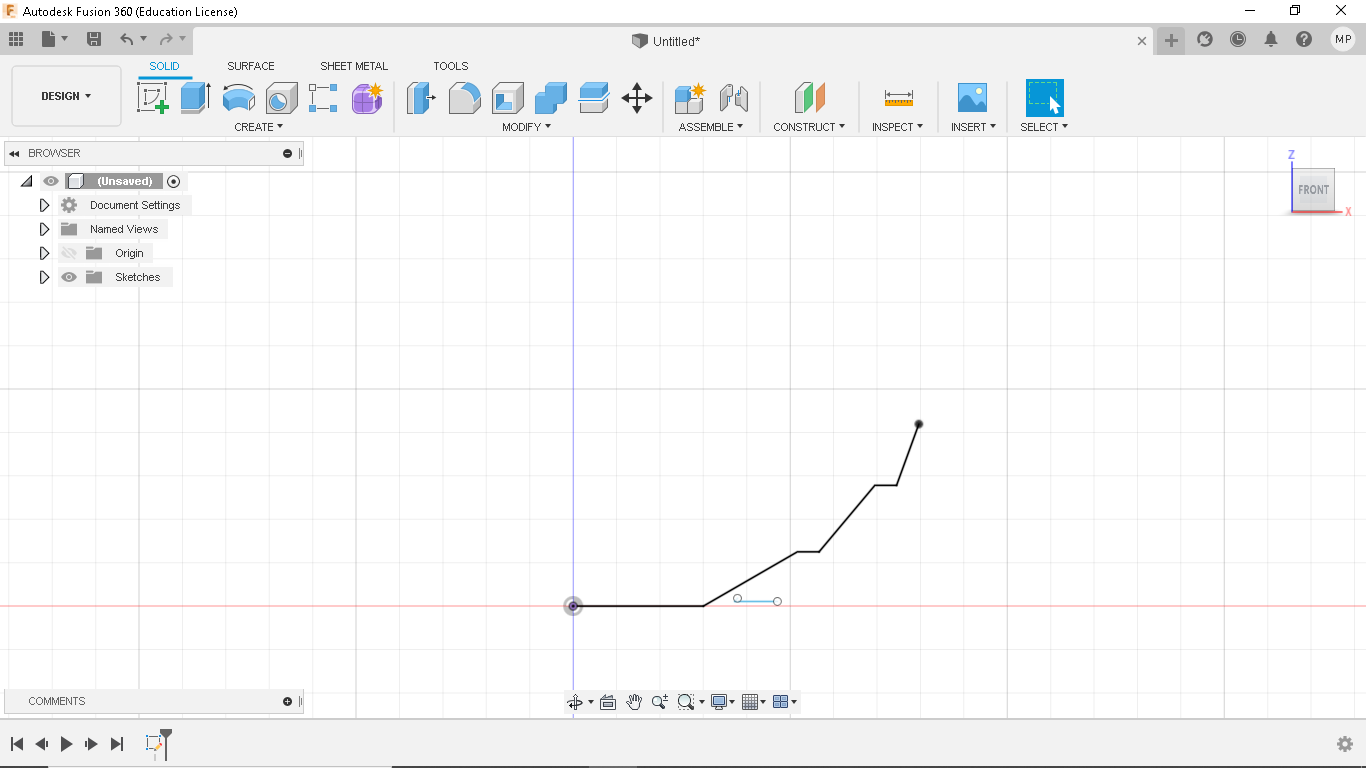 F Autodesk Fusion 360 (Education License)
Untitled*
MP
DESIGN
SOLID
SURFACE
SHEET METAL
TOOLS
CREATE
MODIFY
ASSEMBLE
CONSTRUCT
INSPECT
INSERT
SELECT
BROWSER
(Unsaved)
Document Settings
Named Views
Origin
Sketches
Z
FRONT
X
COMMENTS